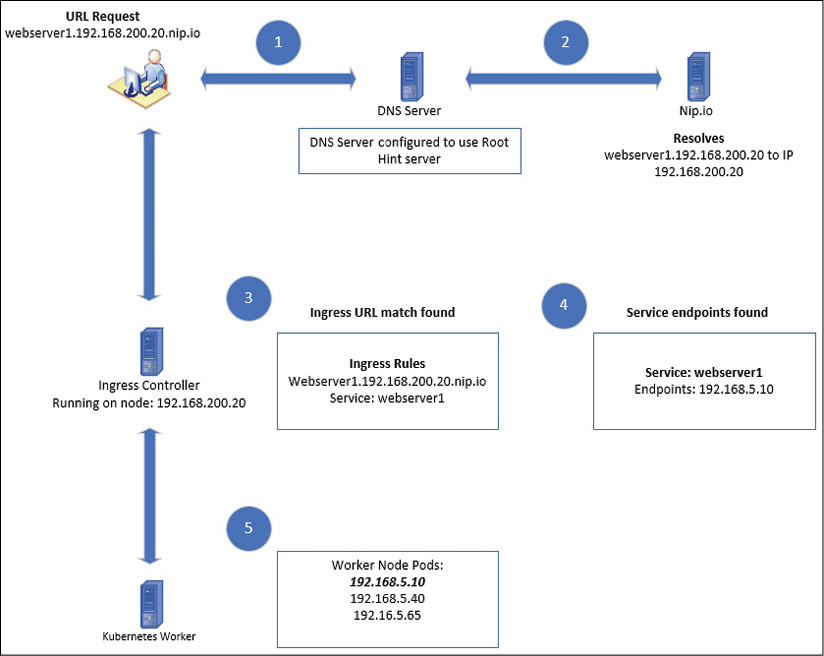 URL Request
webserver1.192.168.200.20.nip.io
1
2
DNS Server
Nip.io
DNS Server configured to use Root
Hint server
Resolves
webserver1.192.168.200.20 to IP
192.168.200.20
3
Ingress URL match found
4
Service endpoints found
Ingress Controller
Running on node: 192.168.200.20
Ingress Rules
Webserver1.192.168.200.20.nip.io
Service: webserver1
Service: webserver1
Endpoints: 192.168.5.10
5
Worker Node Pods:
192.168.5.10
192.168.5.40
192.16.5.65
Kubernetes Worker